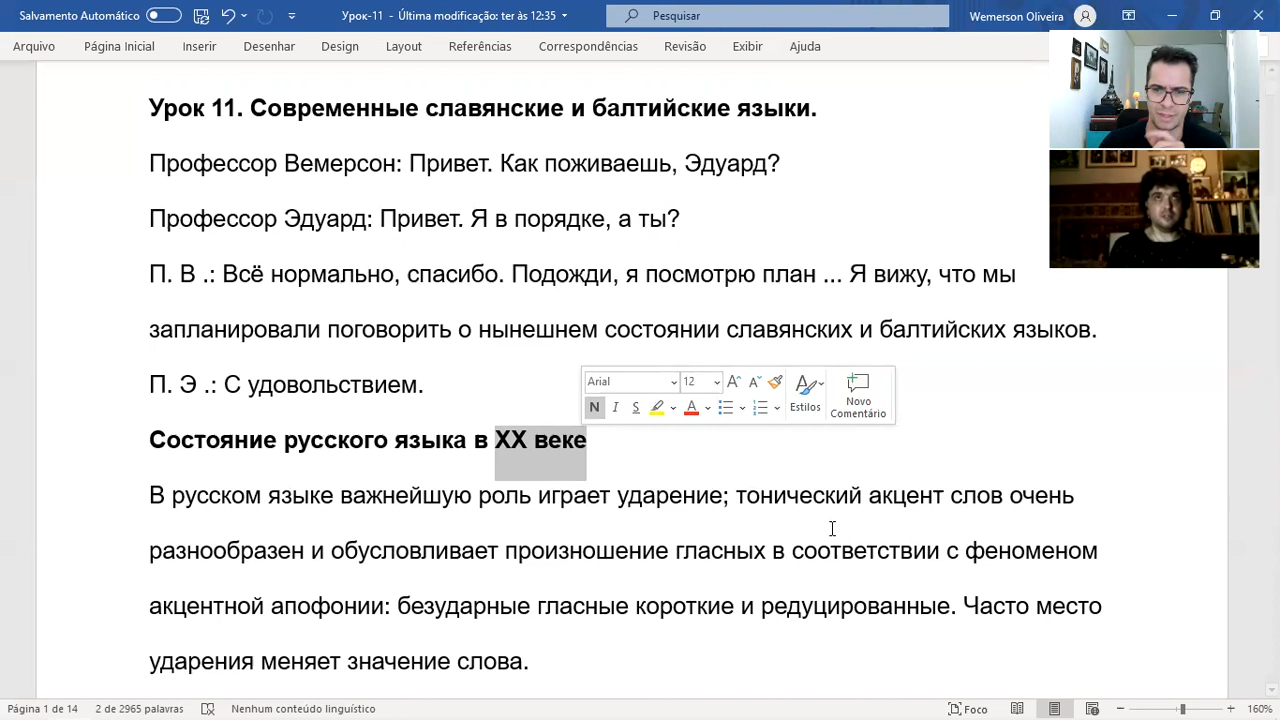 Salvamento Automático
Урок-11 - Última modificação: às 12:35
Pesquisar
Wemerson Oliveira
Arquivo Página Inicial Inserir Desenhar Design Layout Referências Correspondências Revisão Exibir Ajuda
Урок 11. Современные славянские и балтийские языки.
Профессор Вемерсон: Привет. Как поживаешь, Эдуард?
Профессор Эдуард: Привет. Я в порядке, а ты?
П. В .: Всё нормально, спасибо. Подожди, я посмотрю план ... Я вижу, что мы
запланировали поговорить о нынешнем состоянии славянских и балтийских языков.
П. Э .: С удовольствием.
Arial 12
N I S A Estilos Novo
Comentário
Состояние русского языка в XX веке
В русском языке важнейшую роль играет ударение; тонический акцент слов очень
разнообразен и обусловливает произношение гласных в соответствии с феноменом
акцентной апофонии: безударные гласные короткие и редуцированные. Часто место
ударения меняет значение слова.
Página 1 de 14 2 de 2965 palavras Nenhum conteúdo linguístico Foco 160%